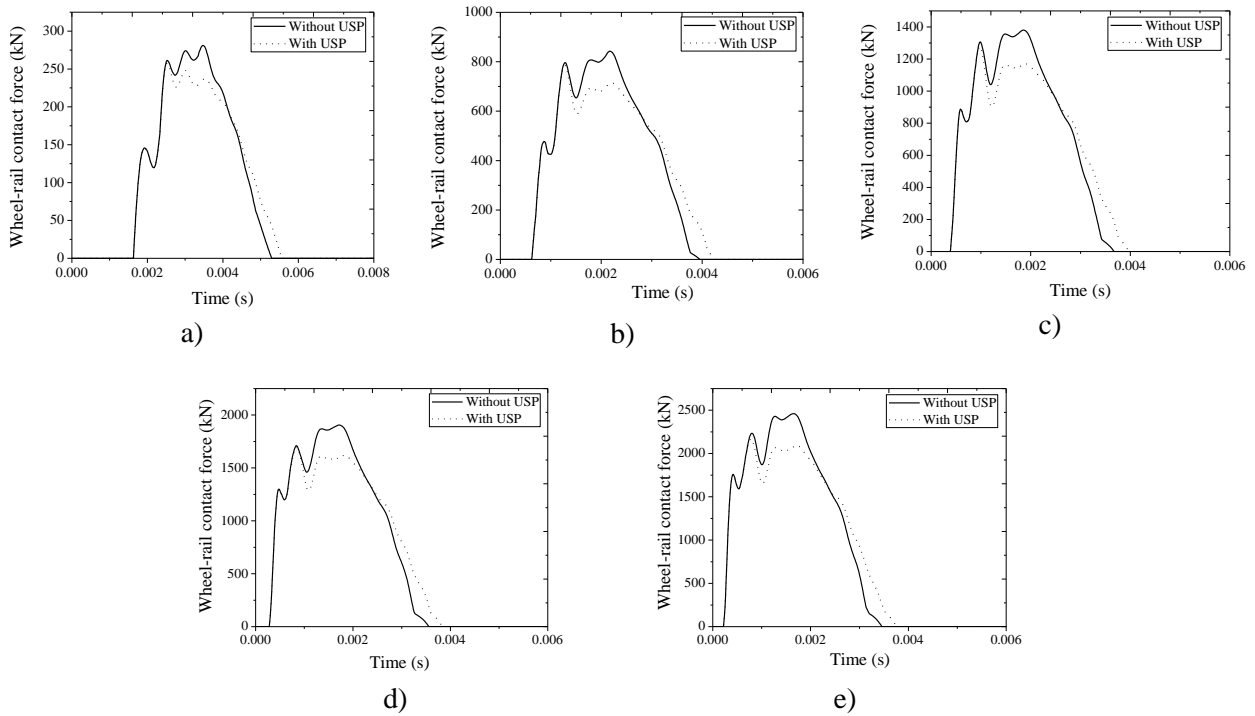 Without USP
With USP
Wheel-rail contact force (kN)
300
250
200
150
100
50
0
0.000 0.002 0.004 0.006 0.008
Time (s)
a)
Without USP
With USP
Wheel-rail contact force (kN)
1000
800
600
400
200
0
0.000 0.002 0.004 0.006
Time (s)
b)
Without USP
With USP
Wheel-rail contact force (kN)
1400
1200
1000
800
600
400
200
0
0.000 0.002 0.004 0.006
Time (s)
c)
Without USP
With USP
Wheel-rail contact force (kN)
2000
1500
1000
500
0
0.000 0.002 0.004 0.006
Time (s)
d)
Without USP
With USP
Wheel-rail contact force (kN)
2500
2000
1500
1000
500
0
0.000 0.002 0.004 0.006
Time (s)
e)